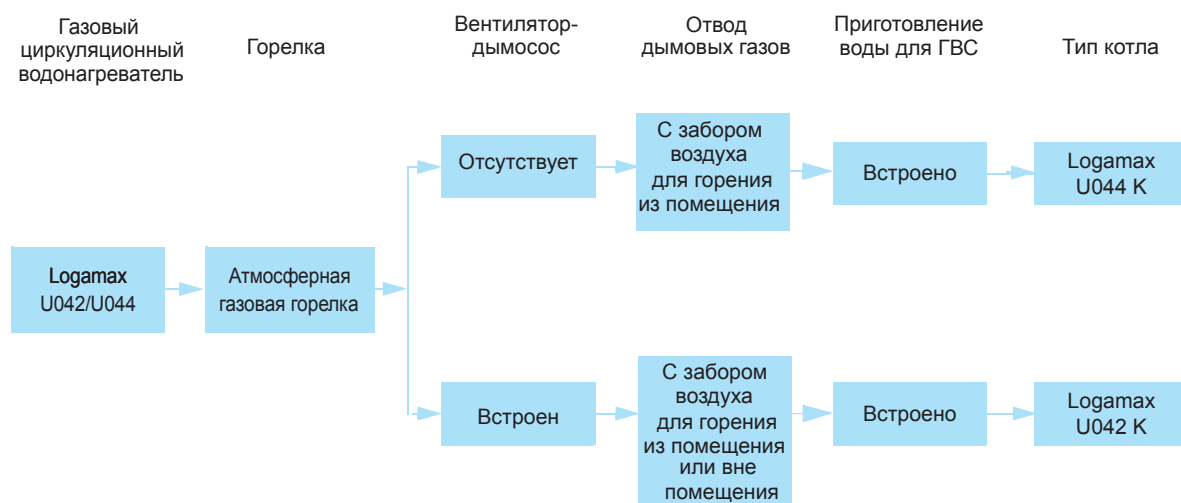 Газовый
циркуляционный
водонагреватель
Горелка
Вентилятор-
дымосос
Отвод
дымовых газов
Приготовление
воды для ГВС
Тип котла
Отсутствует
С забором
воздуха
для горения
из помещения
Встроено
Logamax
U044 K
Logamax
U042/U044
Атмосферная
газовая горелка
Встроен
С забором
воздуха
для горения
из помещения
или вне
помещения
Встроено
Logamax
U042 K